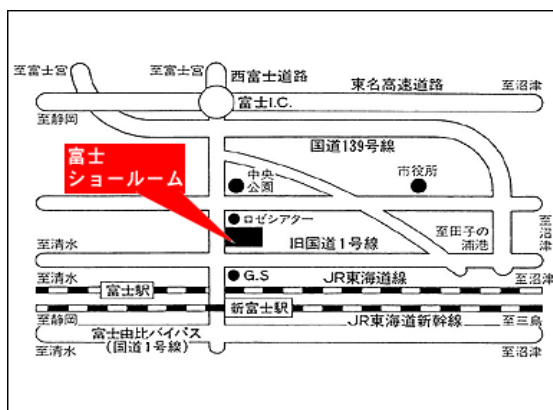 至富士宮
至富士宮
西富士道路
東名高速道路
至沼津
富士I.C.
至静岡
国道139号線
富士
ショールーム
中央
公園
市役所
ロゼシアター
至田子の
浦港
至沼津
至清水
旧国道1号線
至清水
G.S
JR東海道線
至沼津
富士駅
新富士駅
至静岡
JR東海道新幹線
至三島
富士由比バイパス
(国道1号線)
至清水
至沼津